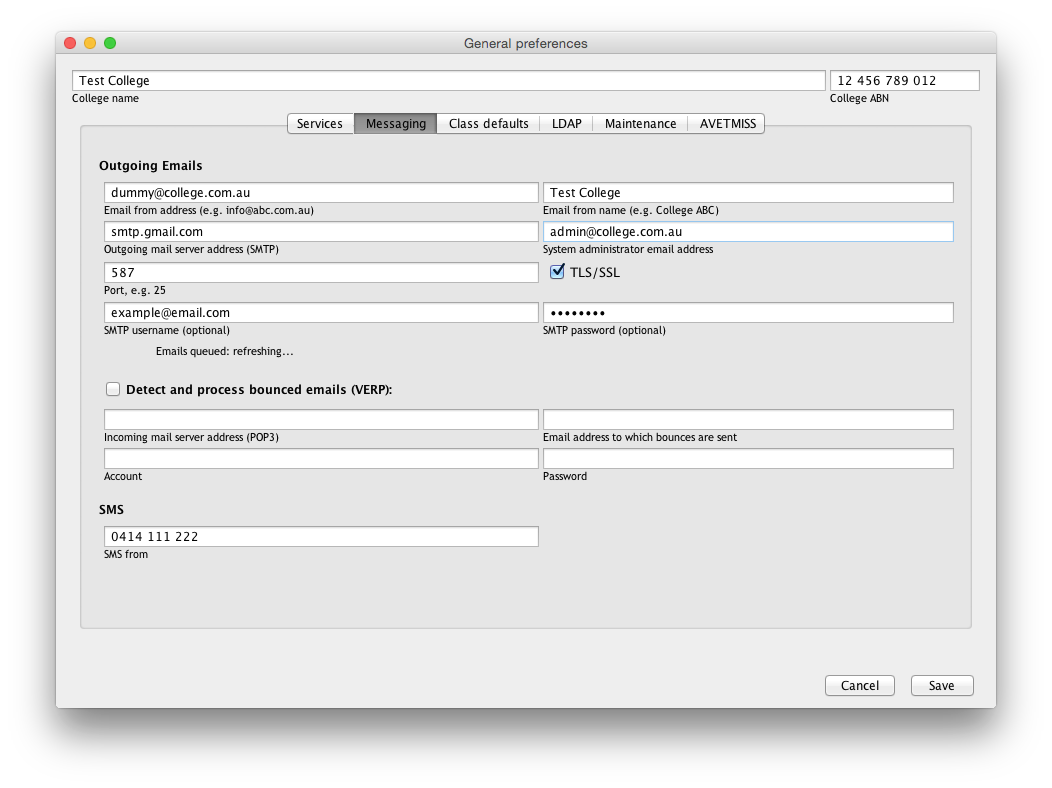 General preferences
Test College 12 456 789 012
College name College ABN
Services Messaging Class defaults LDAP Maintenance AVETMISS
Outgoing Emails
dummy@college.com.au Test College
Email from address (e.g. info@abc.com.au) Email from name (e.g. College ABC)
smtp.gmail.com admin@college.com.au
Outgoing mail server address (SMTP) System administrator email address
587 TLS/SSL
Port, e.g. 25
example@email.com ••••••••
SMTP username (optional) SMTP password (optional)
Emails queued: refreshing...
Detect and process bounced emails (VERP):
Incoming mail server address (POP3) Email address to which bounces are sent
Account Password
SMS
0414 111 222
SMS from
Cancel Save